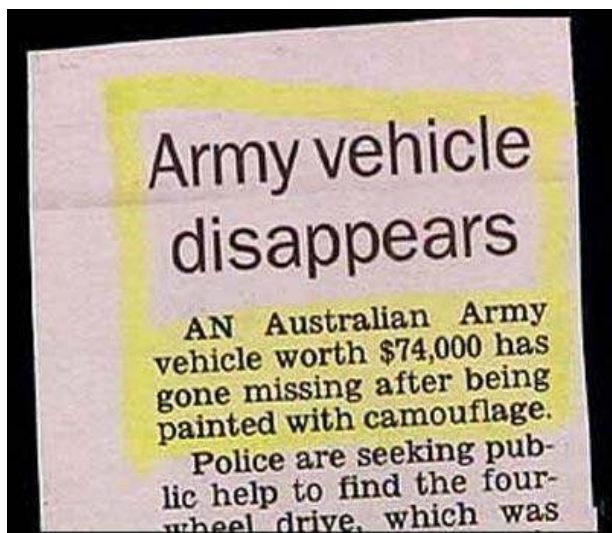 Army vehicle
disappears
AN Australian Army
vehicle worth $74,000 has
gone missing after being
painted with camouflage.
Police are seeking pub-
lic help to find the four-
wheel drive, which was